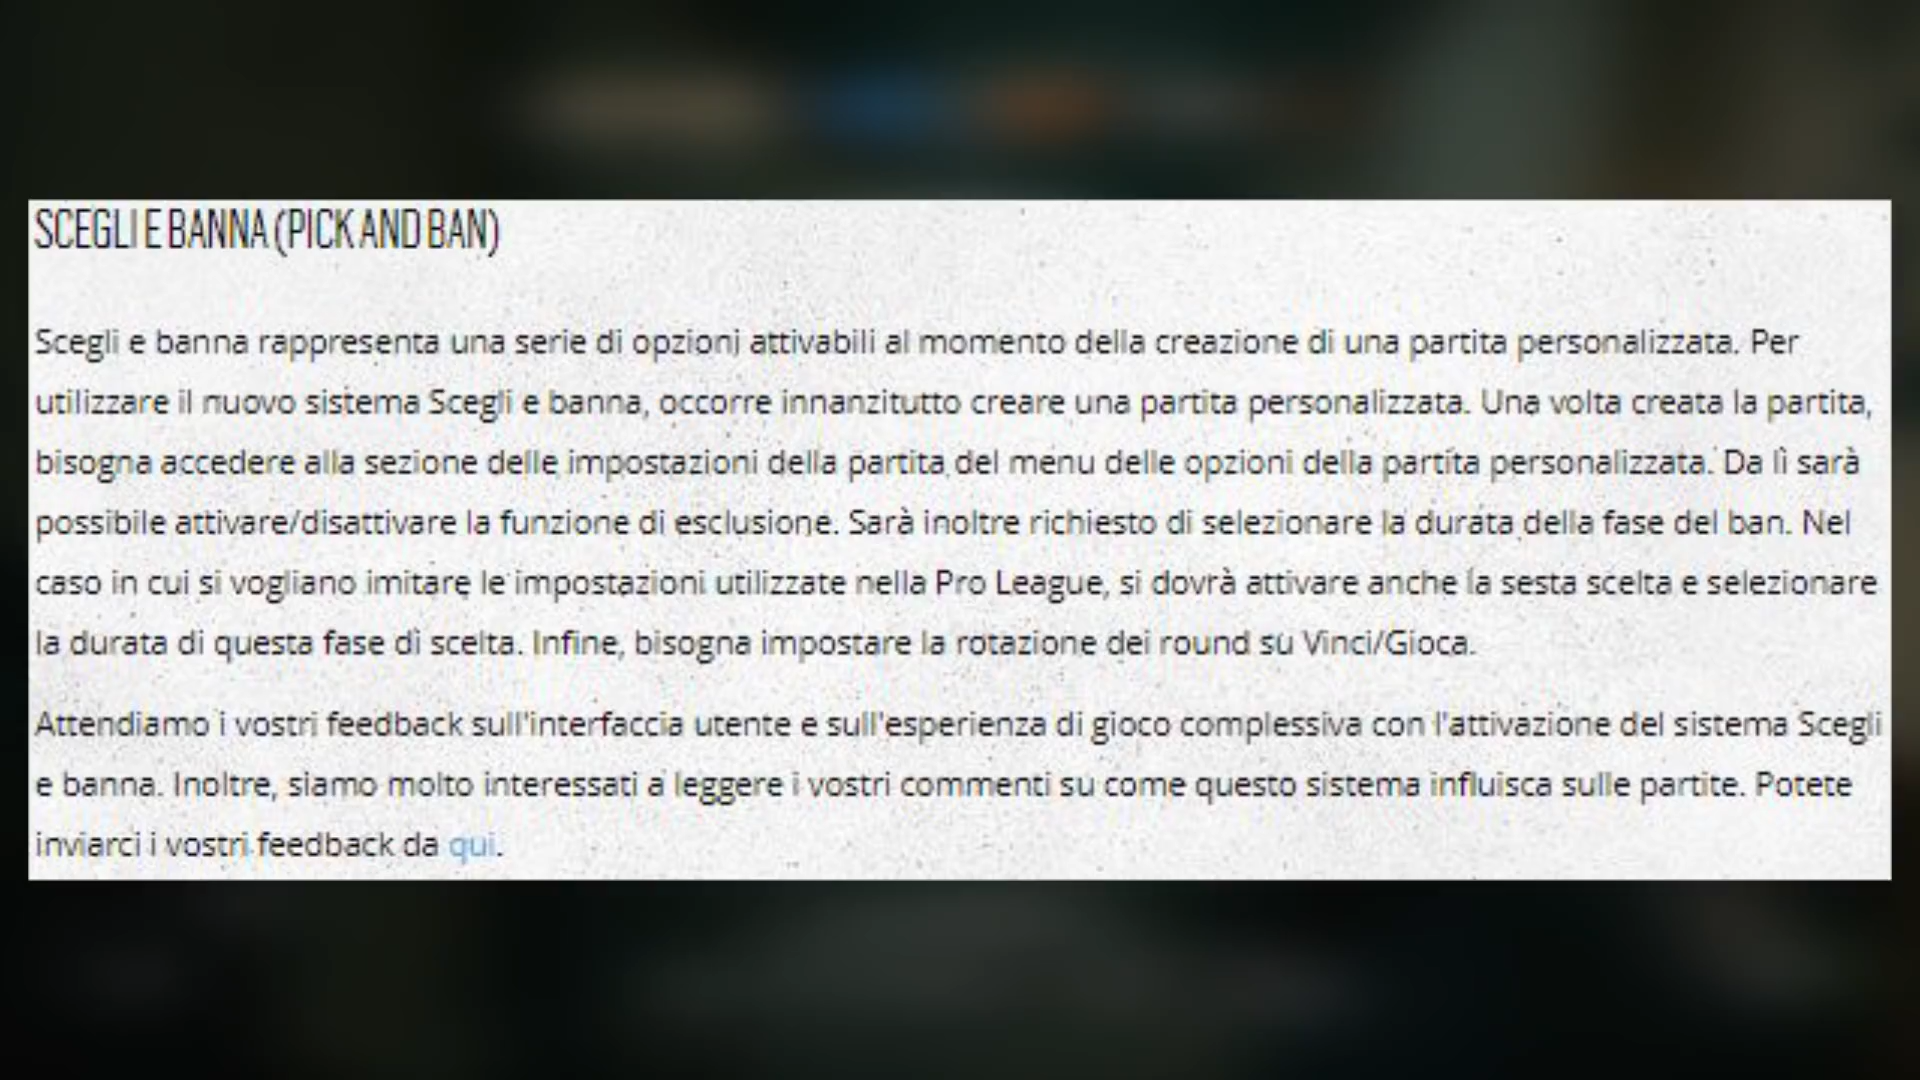 SCEGLI E BANNA (PICK AND BAN)
Scegli e banna rappresenta una serie di opzioni attivabili al momento della creazione di una partita personalizzata. Per
utilizzare il nuovo sistema Scegli e banna, occorre innanzitutto creare una partita personalizzata. Una volta creata la partita,
bisogna accedere alla sezione delle impostazioni della partita del menu delle opzioni della partita personalizzata. Da lì sarà
possibile attivare/disattivare la funzione di esclusione. Sarà inoltre richiesto di selezionare la durata della fase del ban. Nel
caso in cui si vogliano imitare le impostazioni utilizzate nella Pro League, si dovrà attivare anche la sesta scelta e selezionare
la durata di questa fase di scelta. Infine, bisogna impostare la rotazione dei round su Vinci/Gioca.
Attendiamo i vostri feedback sull'interfaccia utente e sull'esperienza di gioco complessiva con l'attivazione del sistema Scegli
e banna. Inoltre, siamo molto interessati a leggere i vostri commenti su come questo sistema influisca sulle partite. Potete
inviarci i vostri feedback da qui.